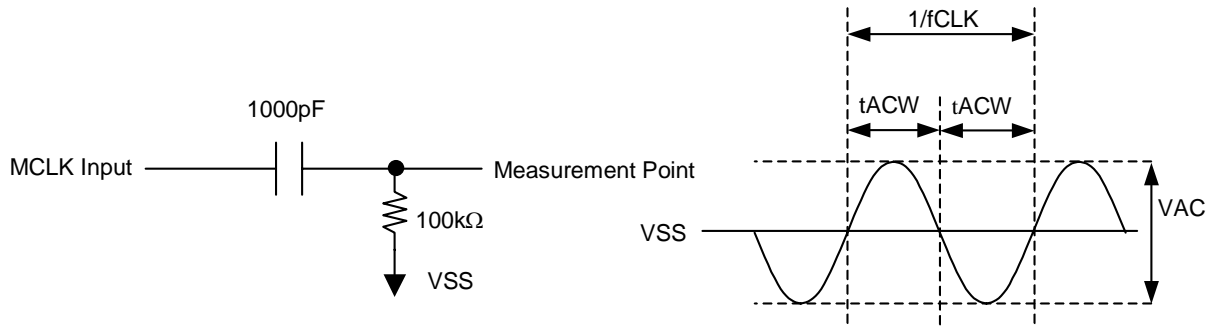 1000pF
MCLK Input
Measurement Point
100kΩ
VSS
1/fCLK
tACW tACW
VSS
VAC